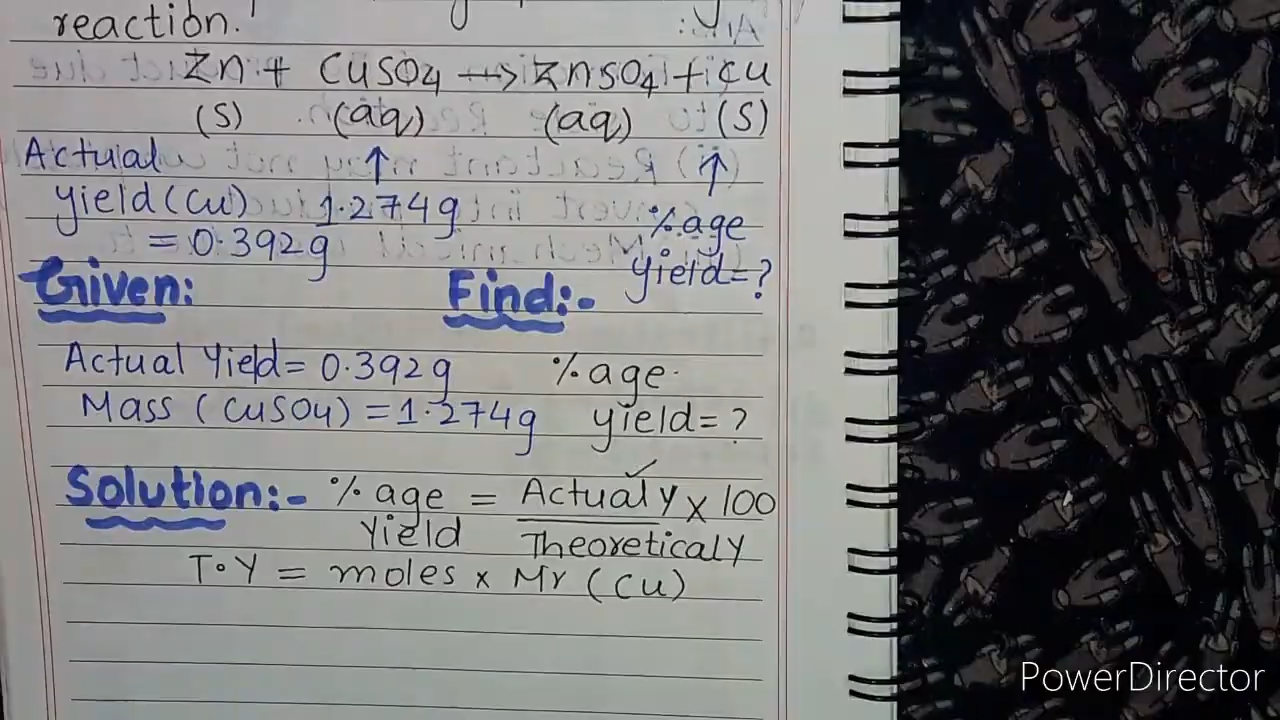 reaction.
Zn + CuSO4 → ZnSO4 + Cu
(S) (aq) (aq) (S)
Actual ↑ ↑
yield (Cu) 1.274g %age
= 0.392g yield = ?
Given: Find:-
Actual Yield = 0.392g %age.
Mass (CuSO4) = 1.274g yield = ?
Solution:- % age = Actual Y × 100
Yield Theoretical Y
T.Y = moles × Mr (Cu)
PowerDirector